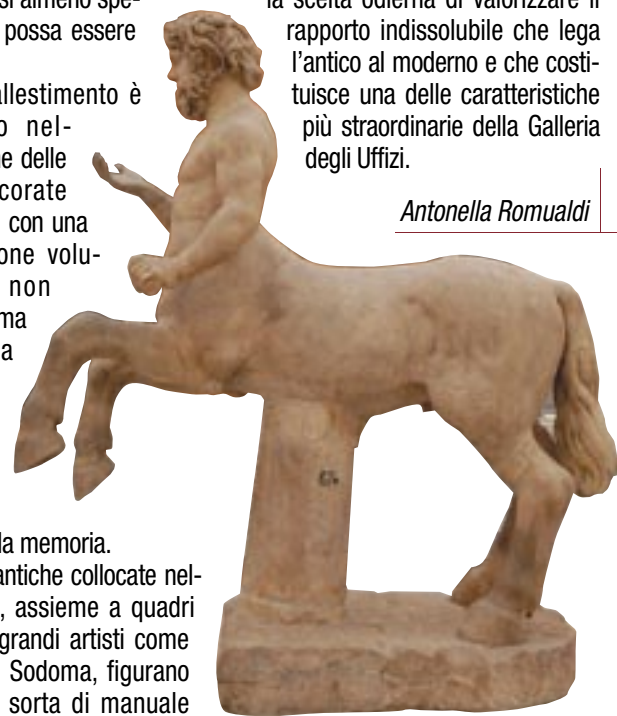 si almeno spe-
possa essere
allestimento è
o nel-
ne delle
corate
con una
one volu-
non
ma
a
la memoria.
antiche collocate nel-
, assieme a quadri
grandi artisti come
Sodoma, figurano
sorta di manuale
la scelta odierna di valorizzare il
rapporto indissolubile che lega
l’antico al moderno e che costi-
tuisce una delle caratteristiche
più straordinarie della Galleria
degli Uffizi.
Antonella Romualdi